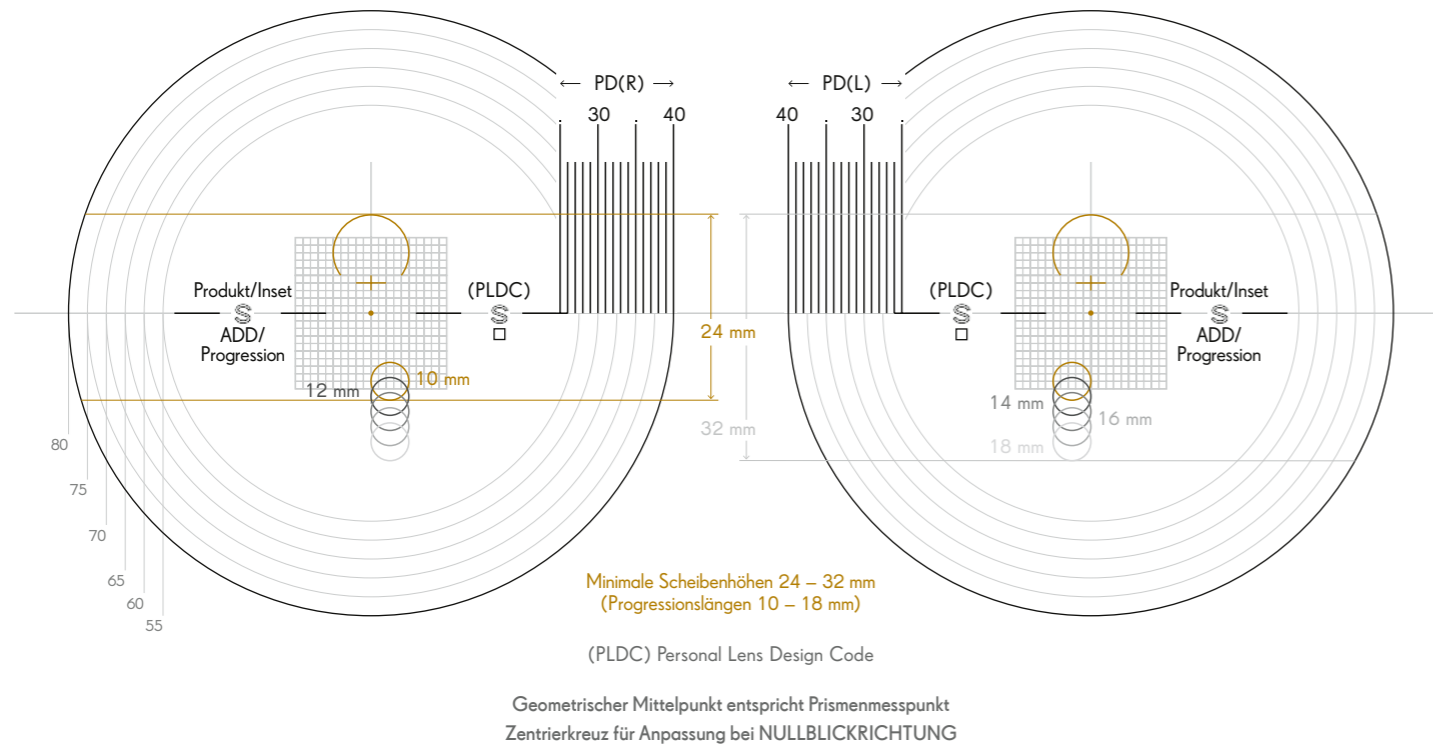 PD(R)
. 30 . 40
PD(L)
40 . 30 .
Produkt/Inset
S
ADD/
Progression
(PLDC)
S
(PLDC)
S
Produkt/Inset
S
ADD/
Progression
24 mm
10 mm
12 mm
14 mm
16 mm
32 mm
18 mm
80
75
70
65
60
55
Minimale Scheibenhöhen 24 – 32 mm
(Progressionslängen 10 – 18 mm)
(PLDC) Personal Lens Design Code
Geometrischer Mittelpunkt entspricht Prismenmesspunkt
Zentrierkreuz für Anpassung bei NULLBLICKRICHTUNG